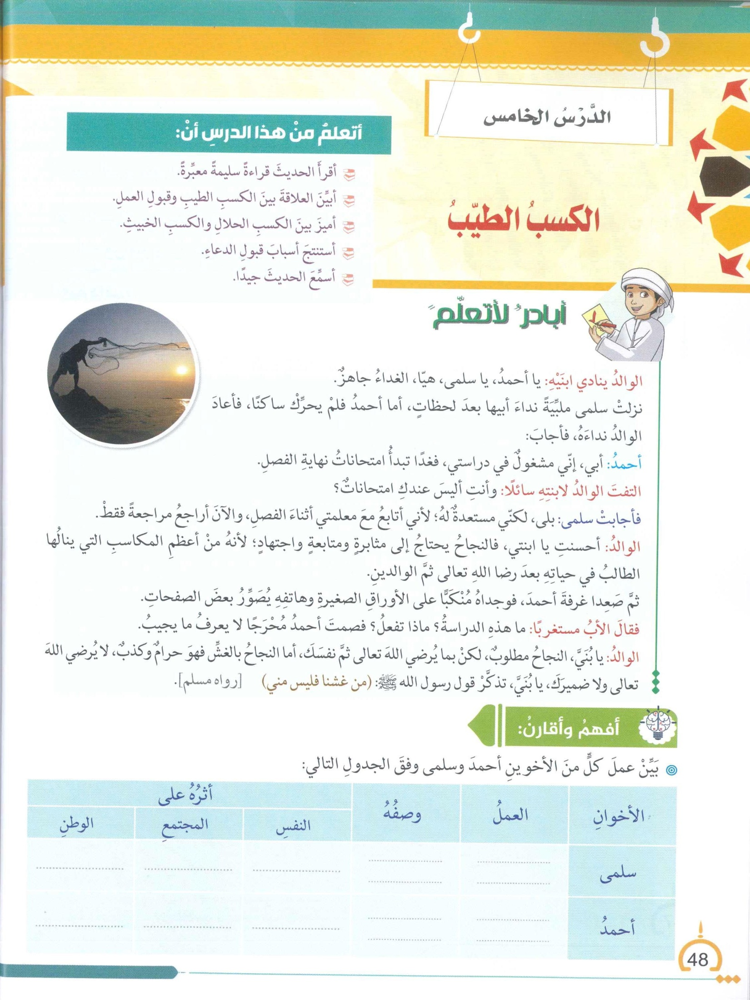 الدَّرْسُ الخامس
الكسبُ الطيّبُ
أتعلمُ منْ هذا الدرسِ أنْ:
أقرأَ الحديثَ قراءةً سليمةً معبِّرةً.
أبيِّنَ العلاقةَ بينَ الكسبِ الطيبِ وقبولِ العملِ.
أميزَ بينَ الكسبِ الحلالِ والكسبِ الخبيثِ.
أستنتجَ أسبابَ قبولِ الدعاءِ.
أسمِّعَ الحديثَ جيدًا.
أبادرُ لأتعلّمَ
الوالدُ ينادي ابنَيْهِ: يا أحمدُ، يا سلمى، هيّا، الغداءُ جاهزٌ.
نزلتْ سلمى ملبِّيَةً نداءَ أبيها بعدَ لحظاتٍ، أما أحمدُ فلمْ يحرِّكْ ساكنًا، فأعادَ
الوالدُ نداءَهُ، فأجابَ:
أحمدُ: أبي، إنّي مشغولٌ في دراستي، فغدًا تبدأُ امتحاناتُ نهايةِ الفصلِ.
التفتَ الوالدُ لابنتِهِ سائلًا: وأنتِ أليسَ عندكِ امتحاناتٌ؟
فأجابتْ سلمى: بلى، لكنّي مستعدةٌ لهُ؛ لأني أتابعُ معَ معلمتي أثناءَ الفصلِ، والآنَ أراجعُ مراجعةً فقطْ.
الوالدُ: أحسنتِ يا ابنتي، فالنجاحُ يحتاجُ إلى مثابرةٍ ومتابعةٍ واجتهادٍ؛ لأنهُ منْ أعظمِ المكاسبِ التي ينالُها
الطالبُ في حياتِهِ بعدَ رضا اللهِ تعالى ثمَّ الوالدينِ.
ثمَّ صَعِدا غرفةَ أحمدَ، فوجداهُ مُنْكَبًّا على الأوراقِ الصغيرةِ وهاتفِهِ يُصَوِّرُ بعضَ الصفحاتِ.
فقالَ الأبُ مستغربًا: ما هذهِ الدراسةُ؟ ماذا تفعلُ؟ فصمتَ أحمدُ مُحْرَجًا لا يعرفُ ما يجيبُ.
الوالدُ: يا بُنَيَّ، النجاحُ مطلوبٌ، لكنْ بما يُرضي اللهَ تعالى ثمَّ نفسَكَ، أما النجاحُ بالغشِّ فهوَ حرامٌ وكذبٌ، لا يُرضي اللهَ
تعالى ولا ضميرَكَ، يا بُنَيَّ، تذكَّرْ قول رسول الله ﷺ: (من غشنا فليس مني) [رواه مسلم].
أفهمُ وأقارنُ:
بَيِّنْ عملَ كلٍّ منَ الأخوينِ أحمدَ وسلمى وفقَ الجدولِ التالي:
الأخوانِ العملُ وصفُهُ أثرُهُ على
النفسِ المجتمعِ الوطنِ
سلمى
أحمدُ
48